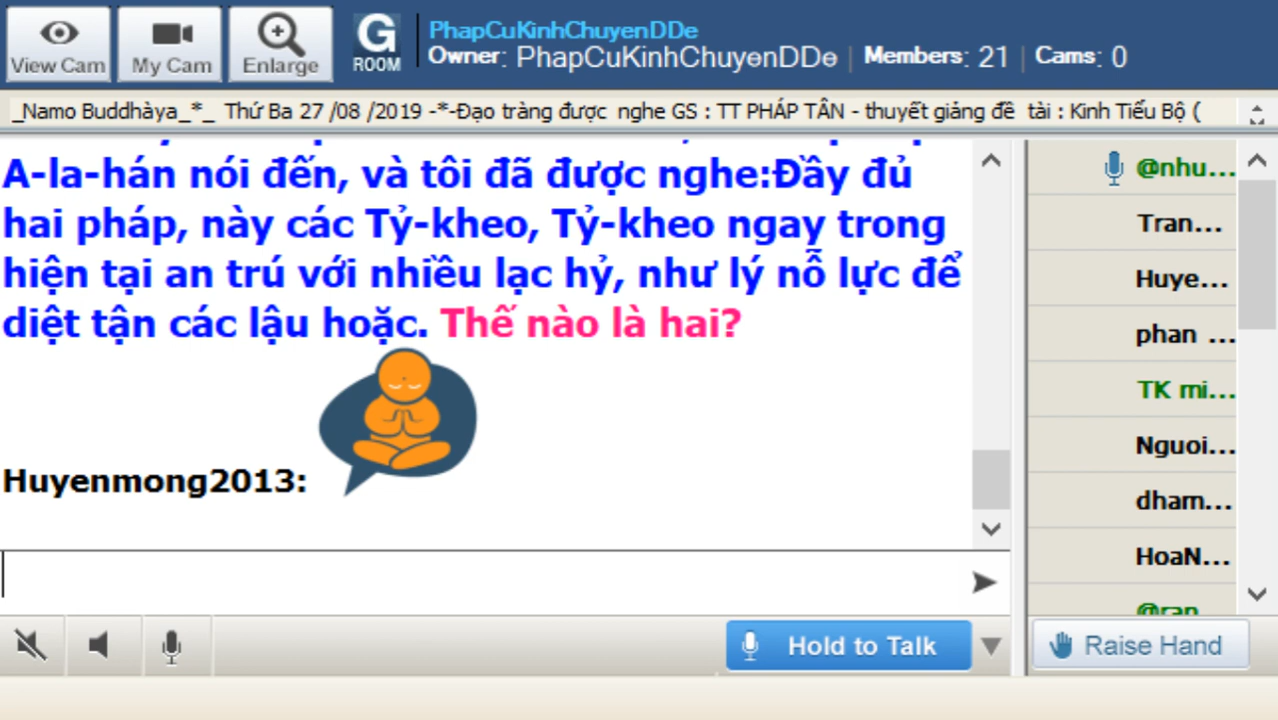 View Cam
My Cam
Enlarge
G
ROOM
PhapCuKinhChuyenDDe
Owner: PhapCuKinhChuyenDDe | Members: 21 | Cams: 0
_Namo Buddhàya_*_ Thứ Ba 27 /08 /2019 -*-Đạo tràng được nghe GS : TT PHÁP TÂN - thuyết giảng đề tài : Kinh Tiểu Bộ (
A-la-hán nói đến, và tôi đã được nghe:Đầy đủ
hai pháp, này các Tỷ-kheo, Tỷ-kheo ngay trong
hiện tại an trú với nhiều lạc hỷ, như lý nỗ lực để
diệt tận các lậu hoặc. Thế nào là hai?
Huyenmong2013:
@nhu...
Tran...
Huye...
phan ...
TK mi...
Nguoi...
dham...
HoaN...
@ran
Hold to Talk
Raise Hand